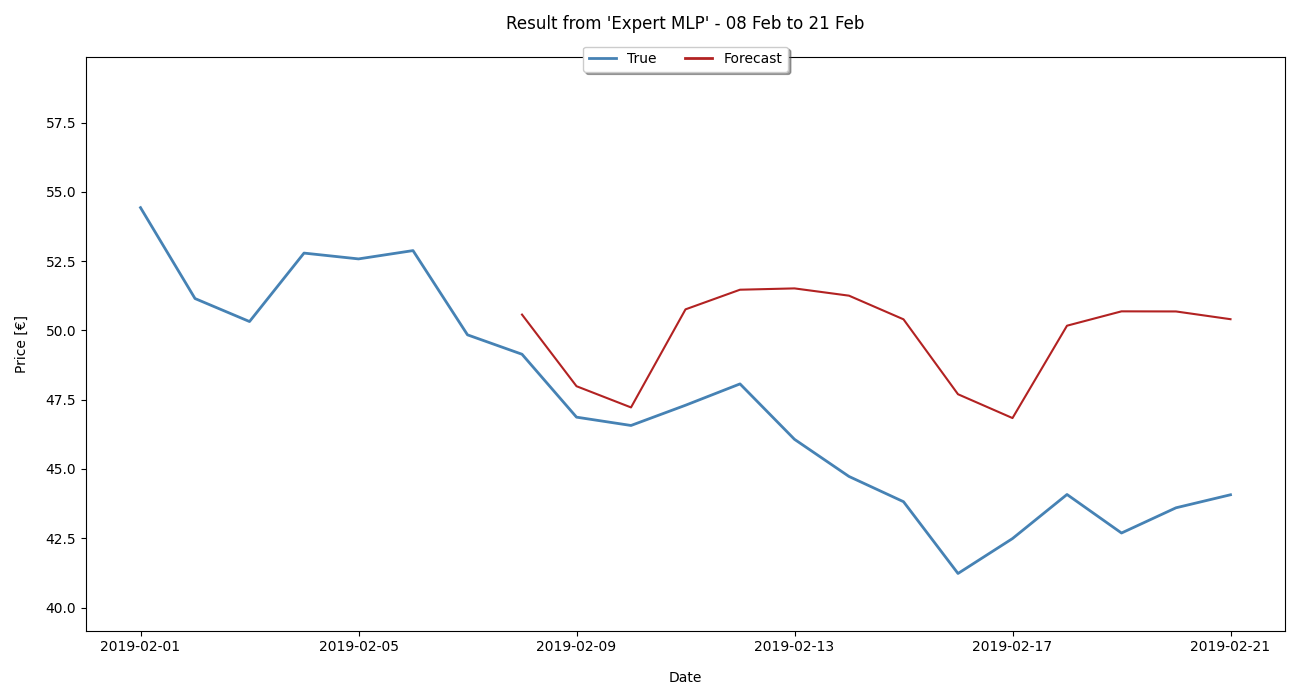 Result from 'Expert MLP' - 08 Feb to 21 Feb
True Forecast
57.5
55.0
52.5
50.0
47.5
45.0
42.5
40.0
Price [€]
2019-02-01 2019-02-05 2019-02-09 2019-02-13 2019-02-17 2019-02-21
Date